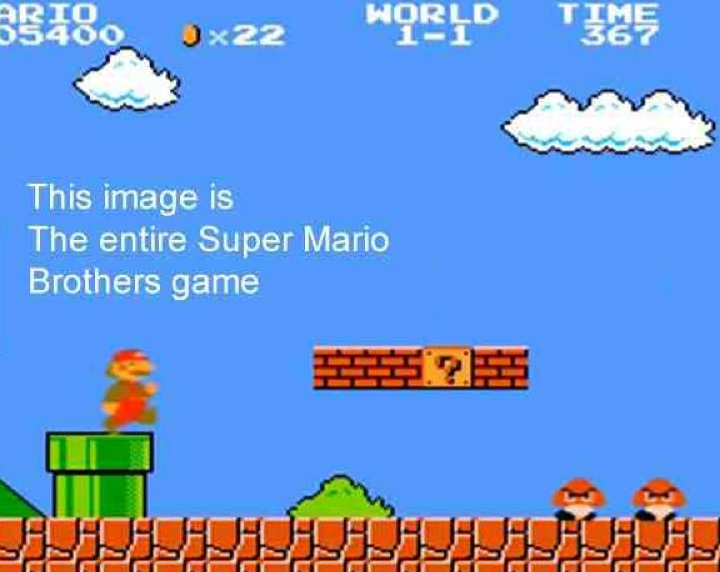 ARIO WORLD TIME
05400 ×22 1-1 367
This image is
The entire Super Mario
Brothers game
?